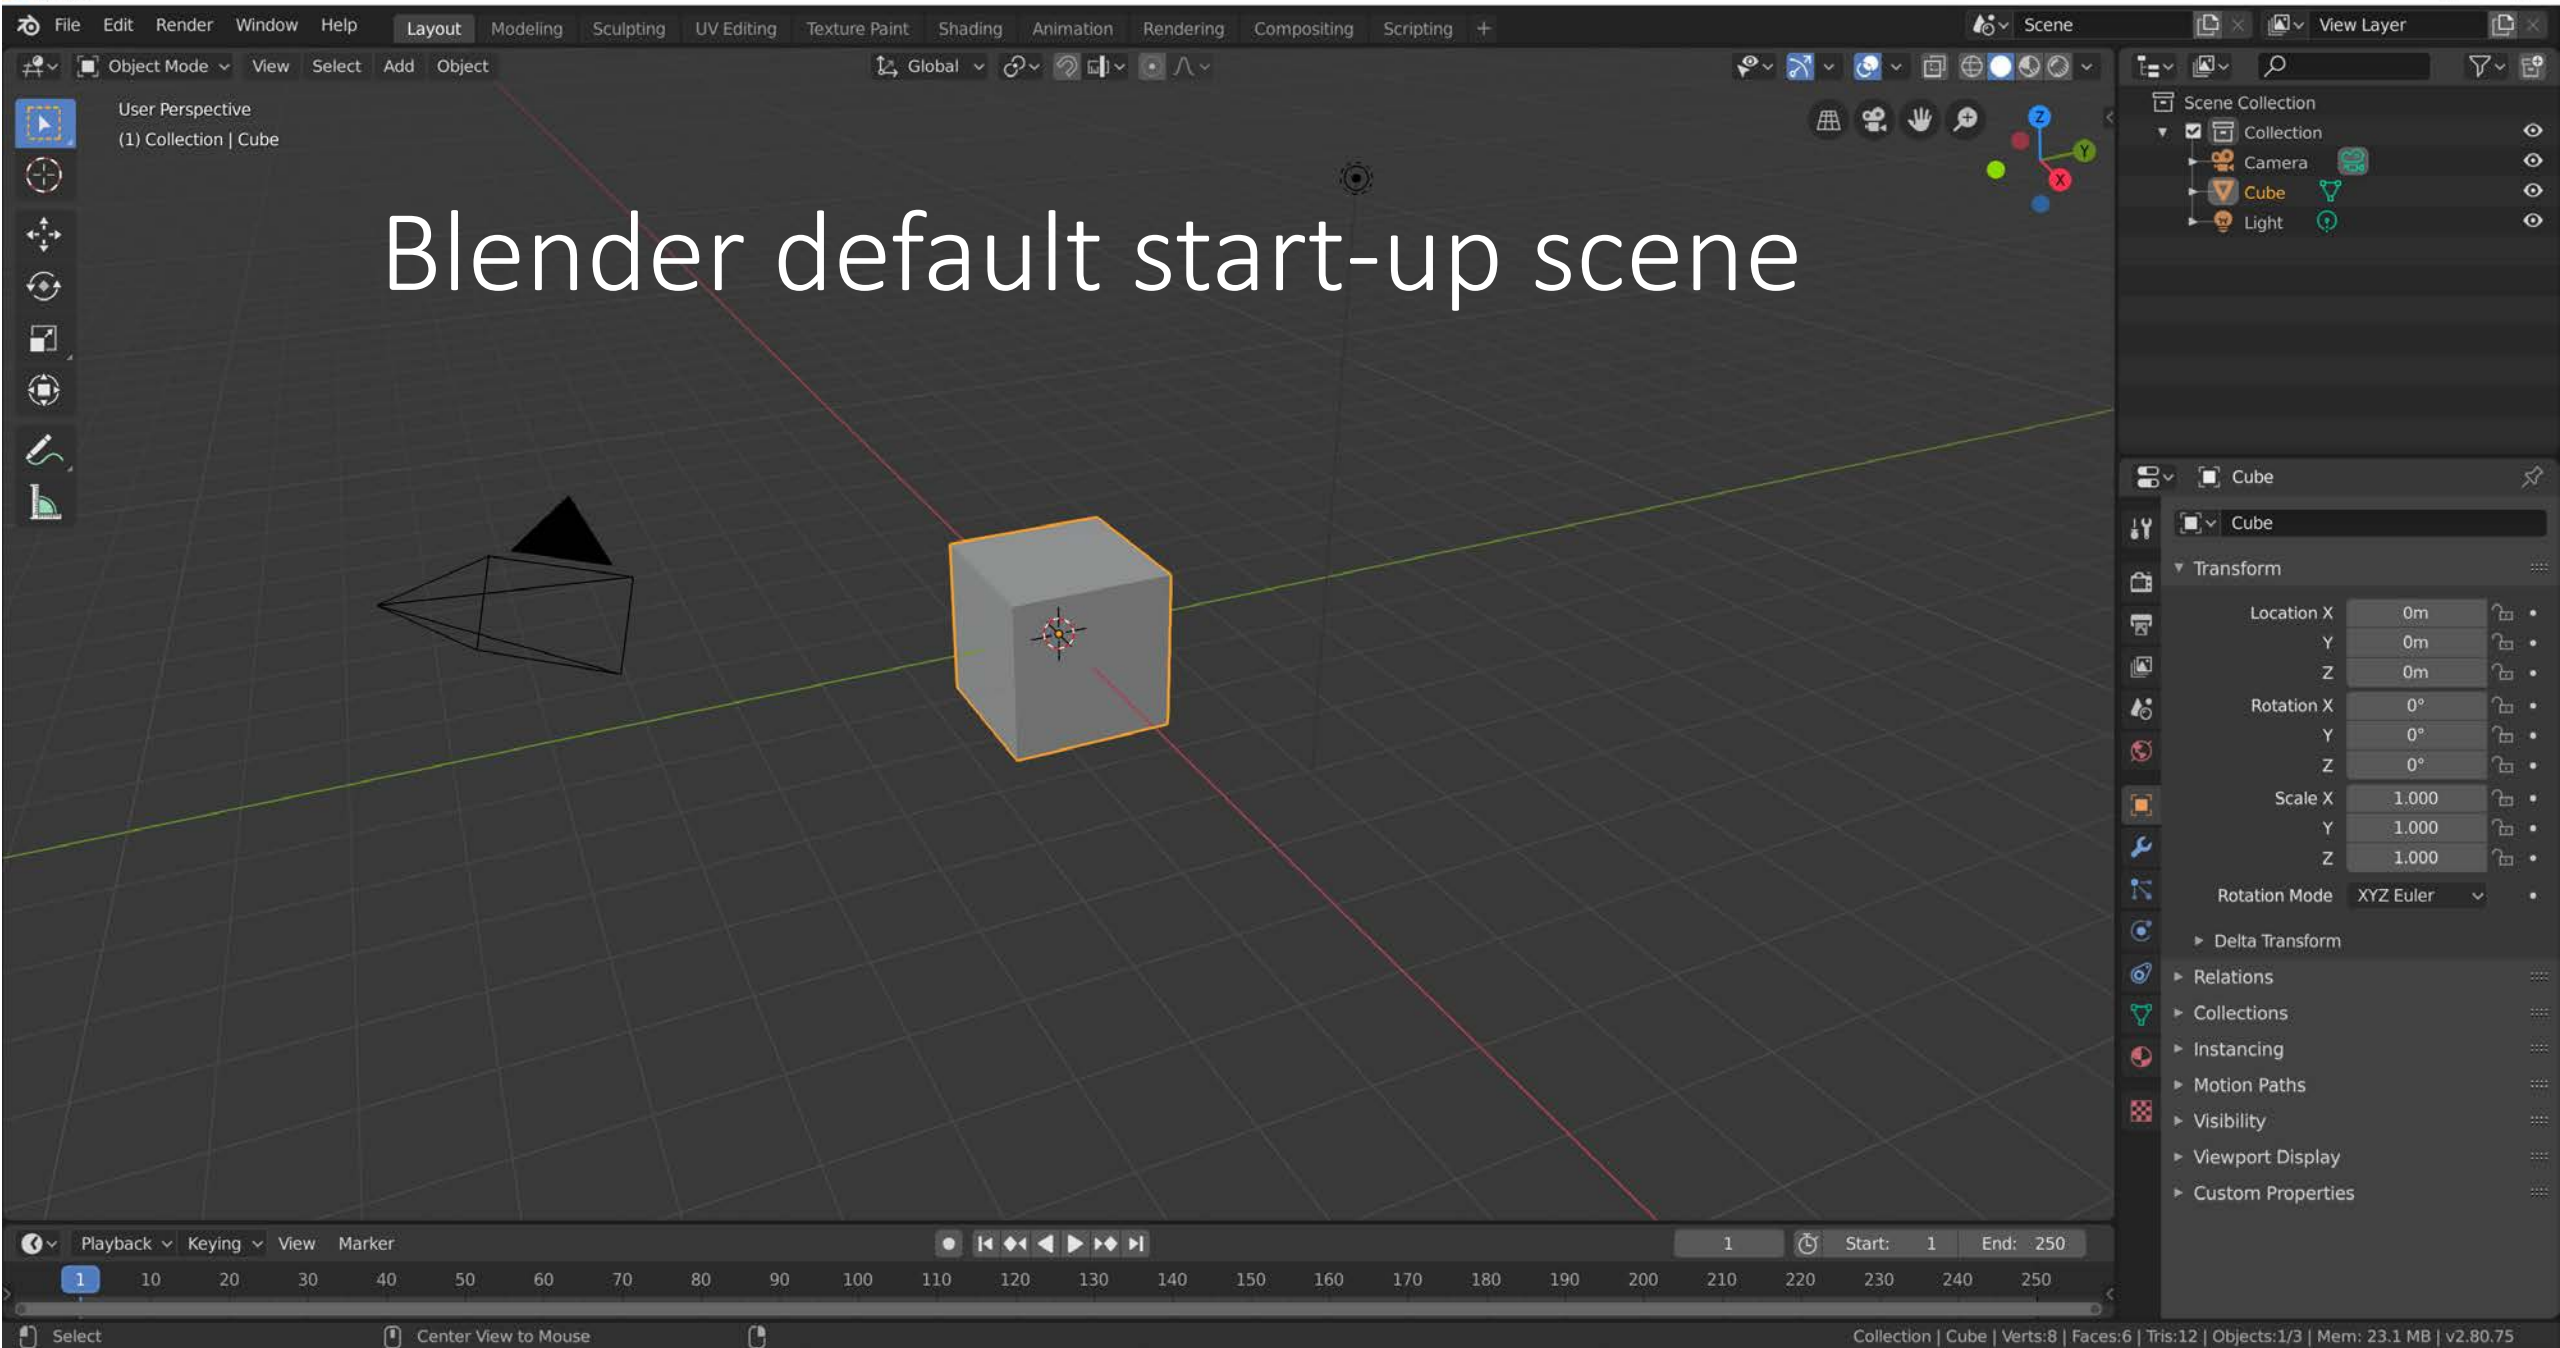 File Edit Render Window Help Layout Modeling Sculpting UV Editing Texture Paint Shading Animation Rendering Compositing Scripting + Scene View Layer
Object Mode View Select Add Object Global
User Perspective
(1) Collection | Cube
Blender default start-up scene
Z
Y
X
Scene Collection
Collection
Camera
Cube
Light
Cube
Cube
Transform
Location X 0m
Y 0m
Z 0m
Rotation X 0°
Y 0°
Z 0°
Scale X 1.000
Y 1.000
Z 1.000
Rotation Mode XYZ Euler
Delta Transform
Relations
Collections
Instancing
Motion Paths
Visibility
Viewport Display
Custom Properties
Playback Keying View Marker 1 Start: 1 End: 250
1 10 20 30 40 50 60 70 80 90 100 110 120 130 140 150 160 170 180 190 200 210 220 230 240 250
Select Center View to Mouse Collection | Cube | Verts:8 | Faces:6 | Tris:12 | Objects:1/3 | Mem: 23.1 MB | v2.80.75